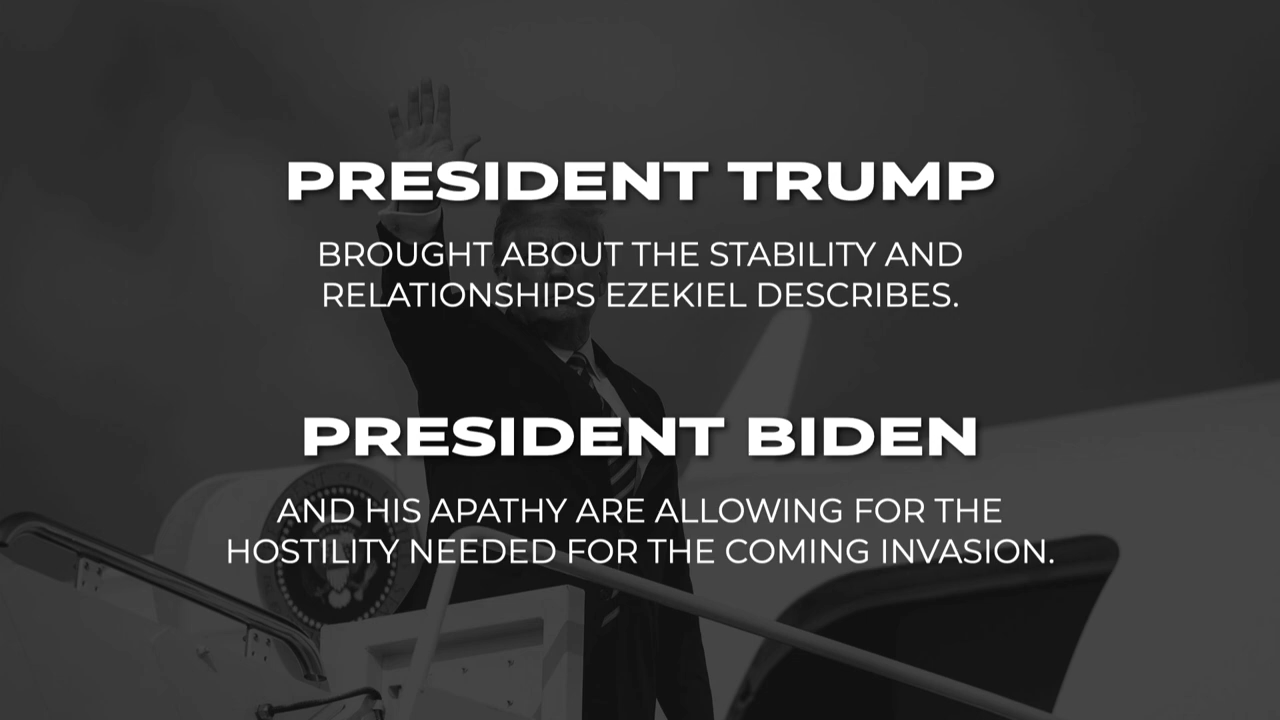 PRESIDENT TRUMP
BROUGHT ABOUT THE STABILITY AND
RELATIONSHIPS EZEKIEL DESCRIBES.
PRESIDENT BIDEN
AND HIS APATHY ARE ALLOWING FOR THE
HOSTILITY NEEDED FOR THE COMING INVASION.